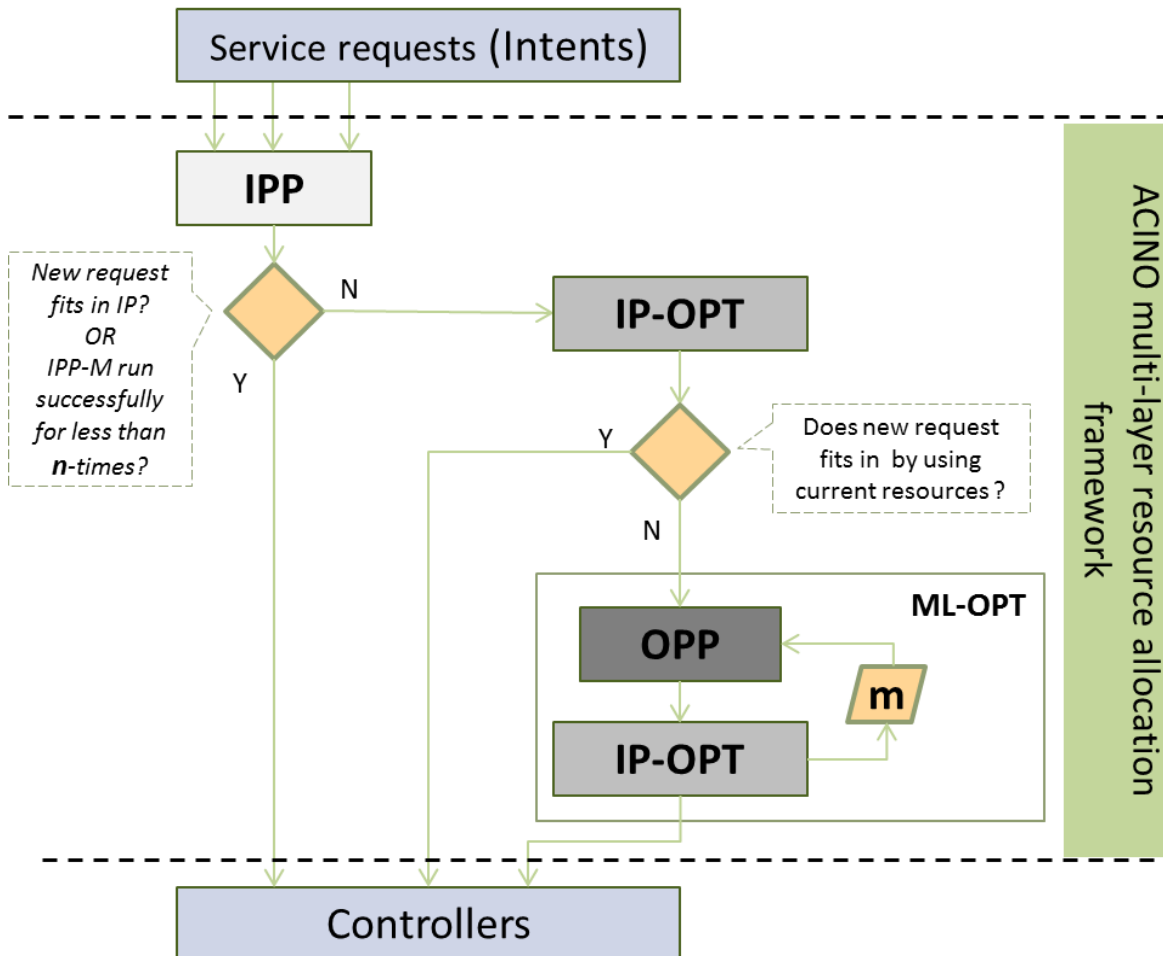 Service requests (Intents)
IPP
New request
fits in IP?
OR
IPP-M run
successfully
for less than
n-times?
N
Y
IP-OPT
Y
Does new request
fits in by using
current resources ?
N
ML-OPT
OPP
m
IP-OPT
Controllers
ACINO multi-layer resource allocation
framework